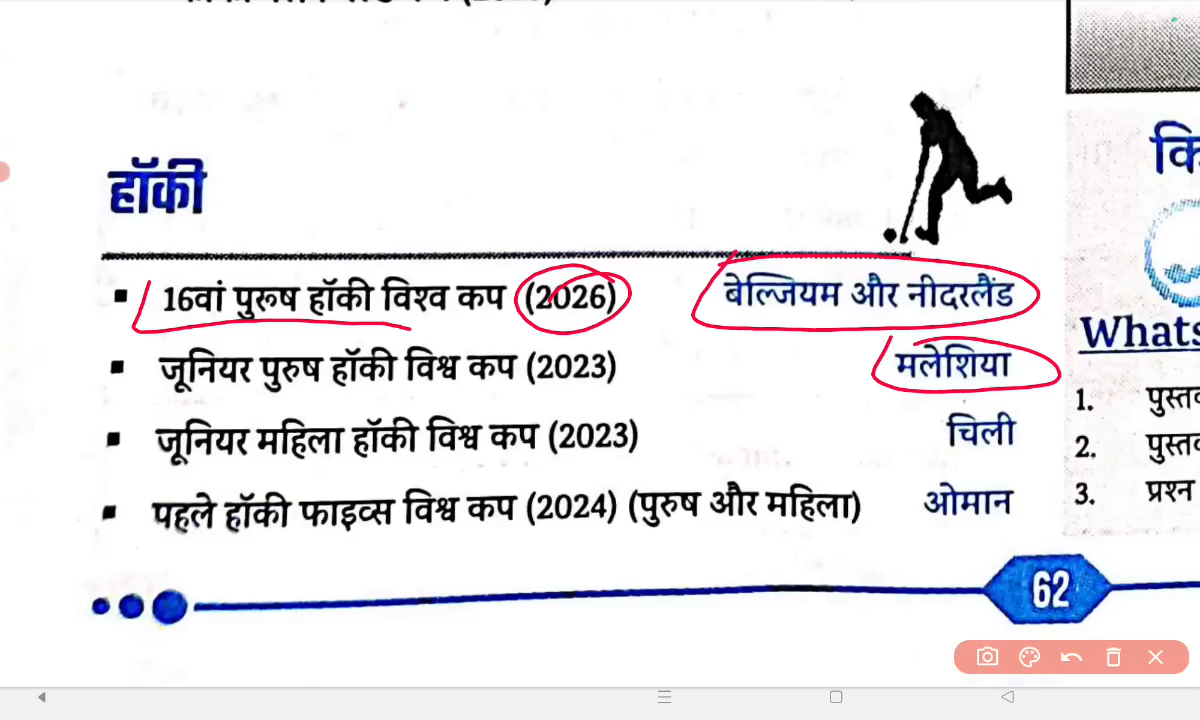 हॉकी
▪ 16वां पुरुष हॉकी विश्व कप (2026) बेल्जियम और नीदरलैंड
▪ जूनियर पुरुष हॉकी विश्व कप (2023) मलेशिया
▪ जूनियर महिला हॉकी विश्व कप (2023) चिली
▪ पहले हॉकी फाइव्स विश्व कप (2024) (पुरुष और महिला) ओमान
62
Whats
1.
2.
3. प्रश्न